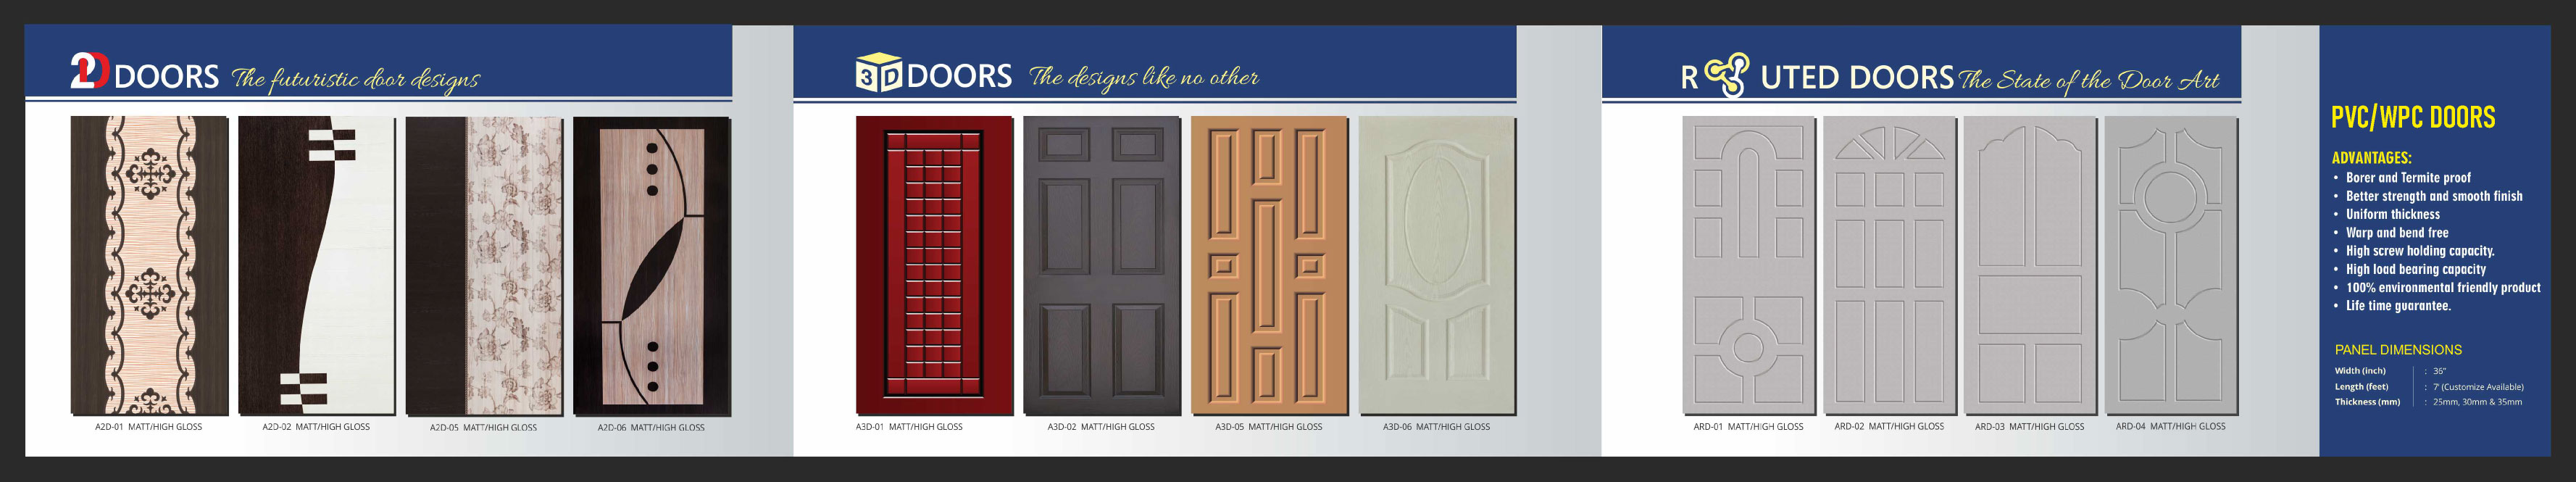 2D DOORS The futuristic door designs
A2D-01 MATT/HIGH GLOSS
A2D-02 MATT/HIGH GLOSS
A2D-05 MATT/HIGH GLOSS
A2D-06 MATT/HIGH GLOSS
3D DOORS The designs like no other
A3D-01 MATT/HIGH GLOSS
A3D-02 MATT/HIGH GLOSS
A3D-05 MATT/HIGH GLOSS
A3D-06 MATT/HIGH GLOSS
R UTED DOORS The State of the Door Art
ARD-01 MATT/HIGH GLOSS
ARD-02 MATT/HIGH GLOSS
ARD-03 MATT/HIGH GLOSS
ARD-04 MATT/HIGH GLOSS
PVC/WPC DOORS
ADVANTAGES:
• Borer and Termite proof
• Better strength and smooth finish
• Uniform thickness
• Warp and bend free
• High screw holding capacity.
• High load bearing capacity
• 100% environmental friendly product
• Life time guarantee.
PANEL DIMENSIONS
Width (inch) : 36"
Length (feet) : 7' (Customize Available)
Thickness (mm) : 25mm, 30mm & 35mm